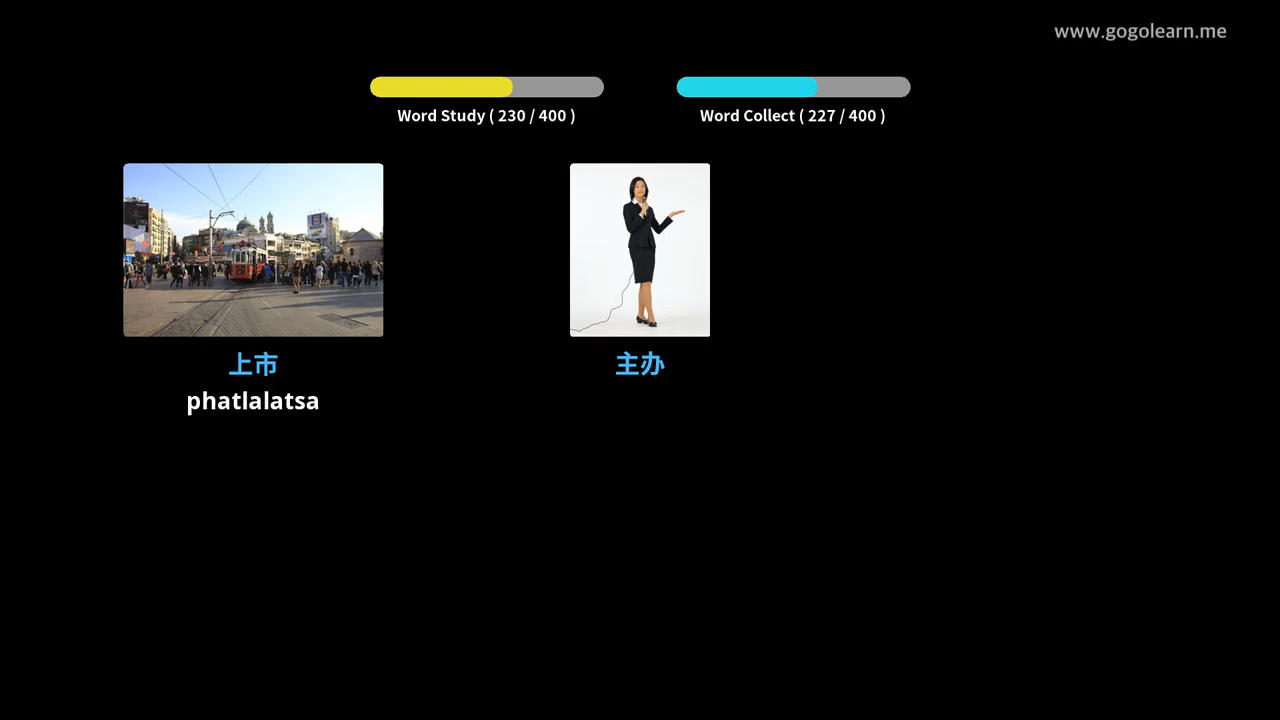 www.gogolearn.me
Word Study ( 230 / 400 )
Word Collect ( 227 / 400 )
上市
主办
phatlalatsa